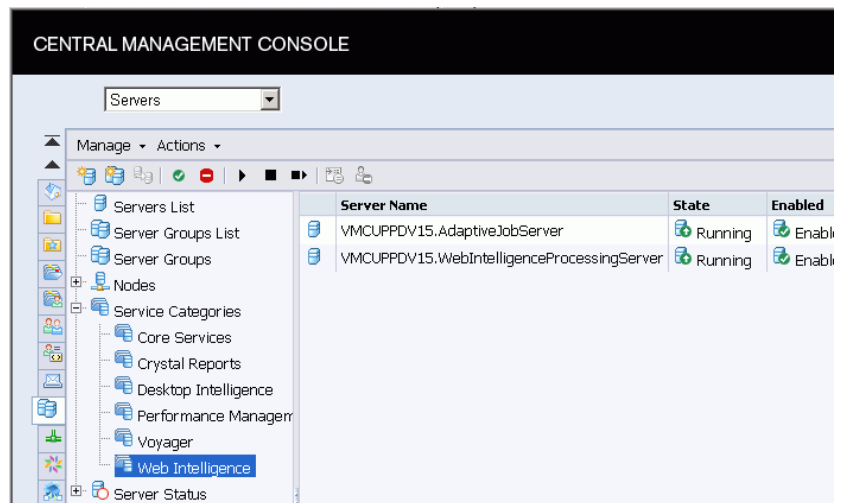 CENTRAL MANAGEMENT CONSOLE
Servers
Manage Actions
Servers List
Server Groups List
Server Groups
Nodes
Service Categories
Core Services
Crystal Reports
Desktop Intelligence
Performance Managem
Voyager
Web Intelligence
Server Status
Server Name State Enabled
VMCUPPDV15.AdaptiveJobServer Running Enabl
VMCUPPDV15.WebIntelligenceProcessingServer Running Enabl